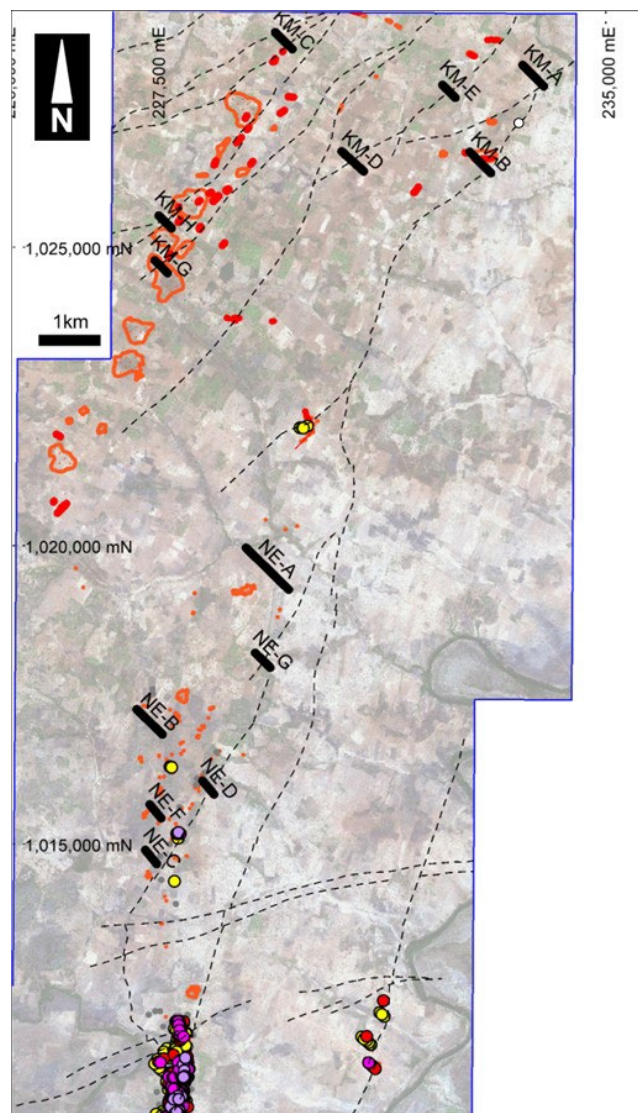 227,500 mE
235,000 mE
KM-C
KM-A
KM-E
KM-B
KM-D
N
KM-H
KM-G
1,025,000 mN
1km
1,020,000 mN
NE-A
NE-G
NE-B
NE-D
NE-F
NE-C
1,015,000 mN